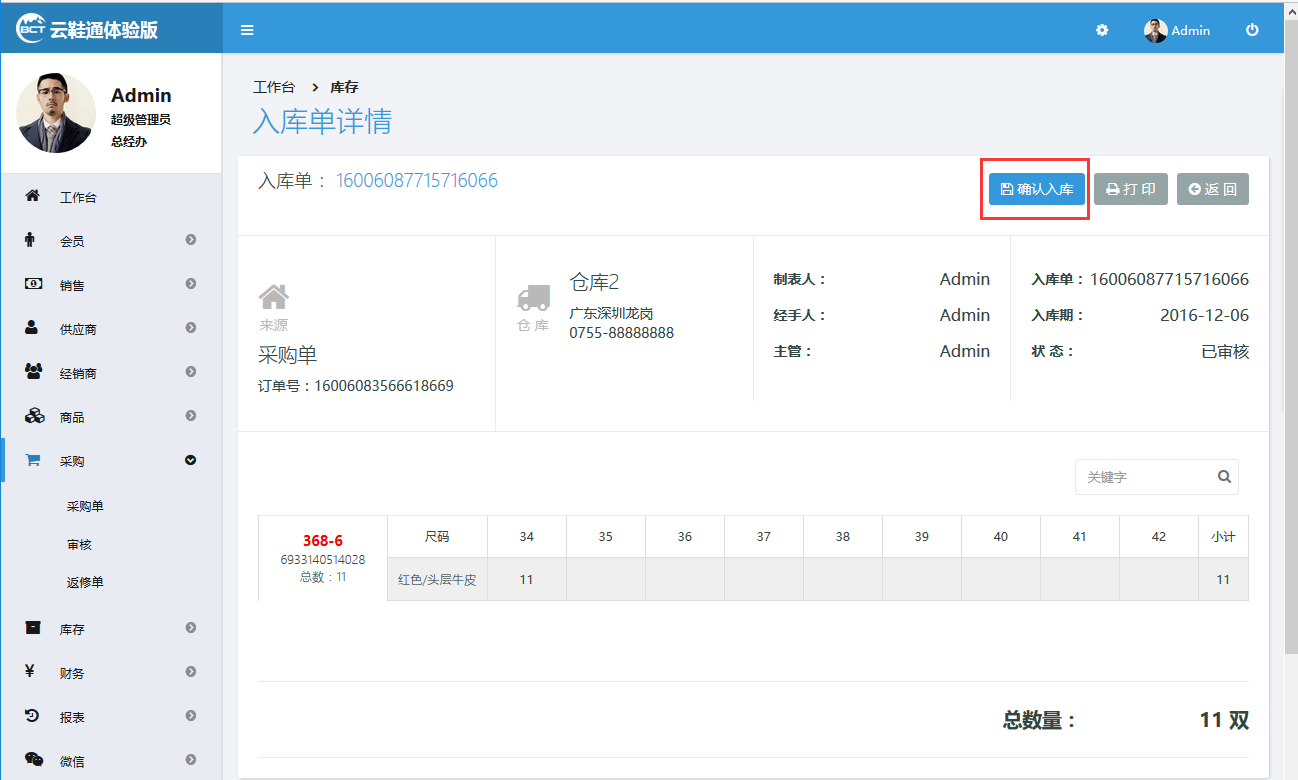 BCT 云鞋通体验版
Admin
Admin
超级管理员
总经办
工作台
会员
销售
供应商
经销商
商品
采购
采购单
审核
返修单
库存
财务
报表
微信
工作台 > 库存
入库单详情
入库单： 16006087715716066
确认入库
打 印
返 回
来源
采购单
订单号：16006083566618669
仓 库
仓库2
广东深圳龙岗
0755-88888888
制表人： Admin
经手人： Admin
主管： Admin
入库单：16006087715716066
入库期： 2016-12-06
状 态： 已审核
关键字
368-6
6933140514028
总数：11
尺码 34 35 36 37 38 39 40 41 42 小计
红色/头层牛皮 11 11
总数量： 11 双